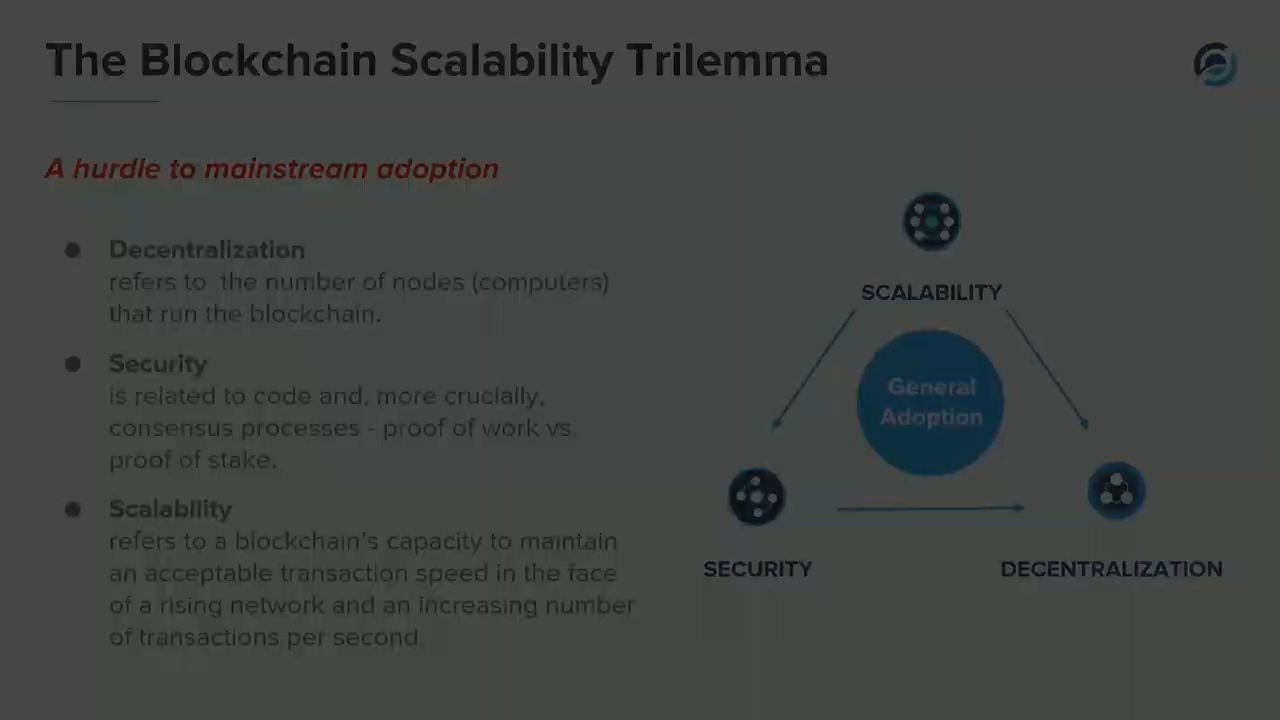 The Blockchain Scalability Trilemma
A hurdle to mainstream adoption
● Decentralization
refers to the number of nodes (computers)
that run the blockchain.
● Security
is related to code and, more crucially,
consensus processes - proof of work vs.
proof of stake.
● Scalability
refers to a blockchain's capacity to maintain
an acceptable transaction speed in the face
of a rising network and an increasing number
of transactions per second.
SCALABILITY
General
Adoption
SECURITY
DECENTRALIZATION